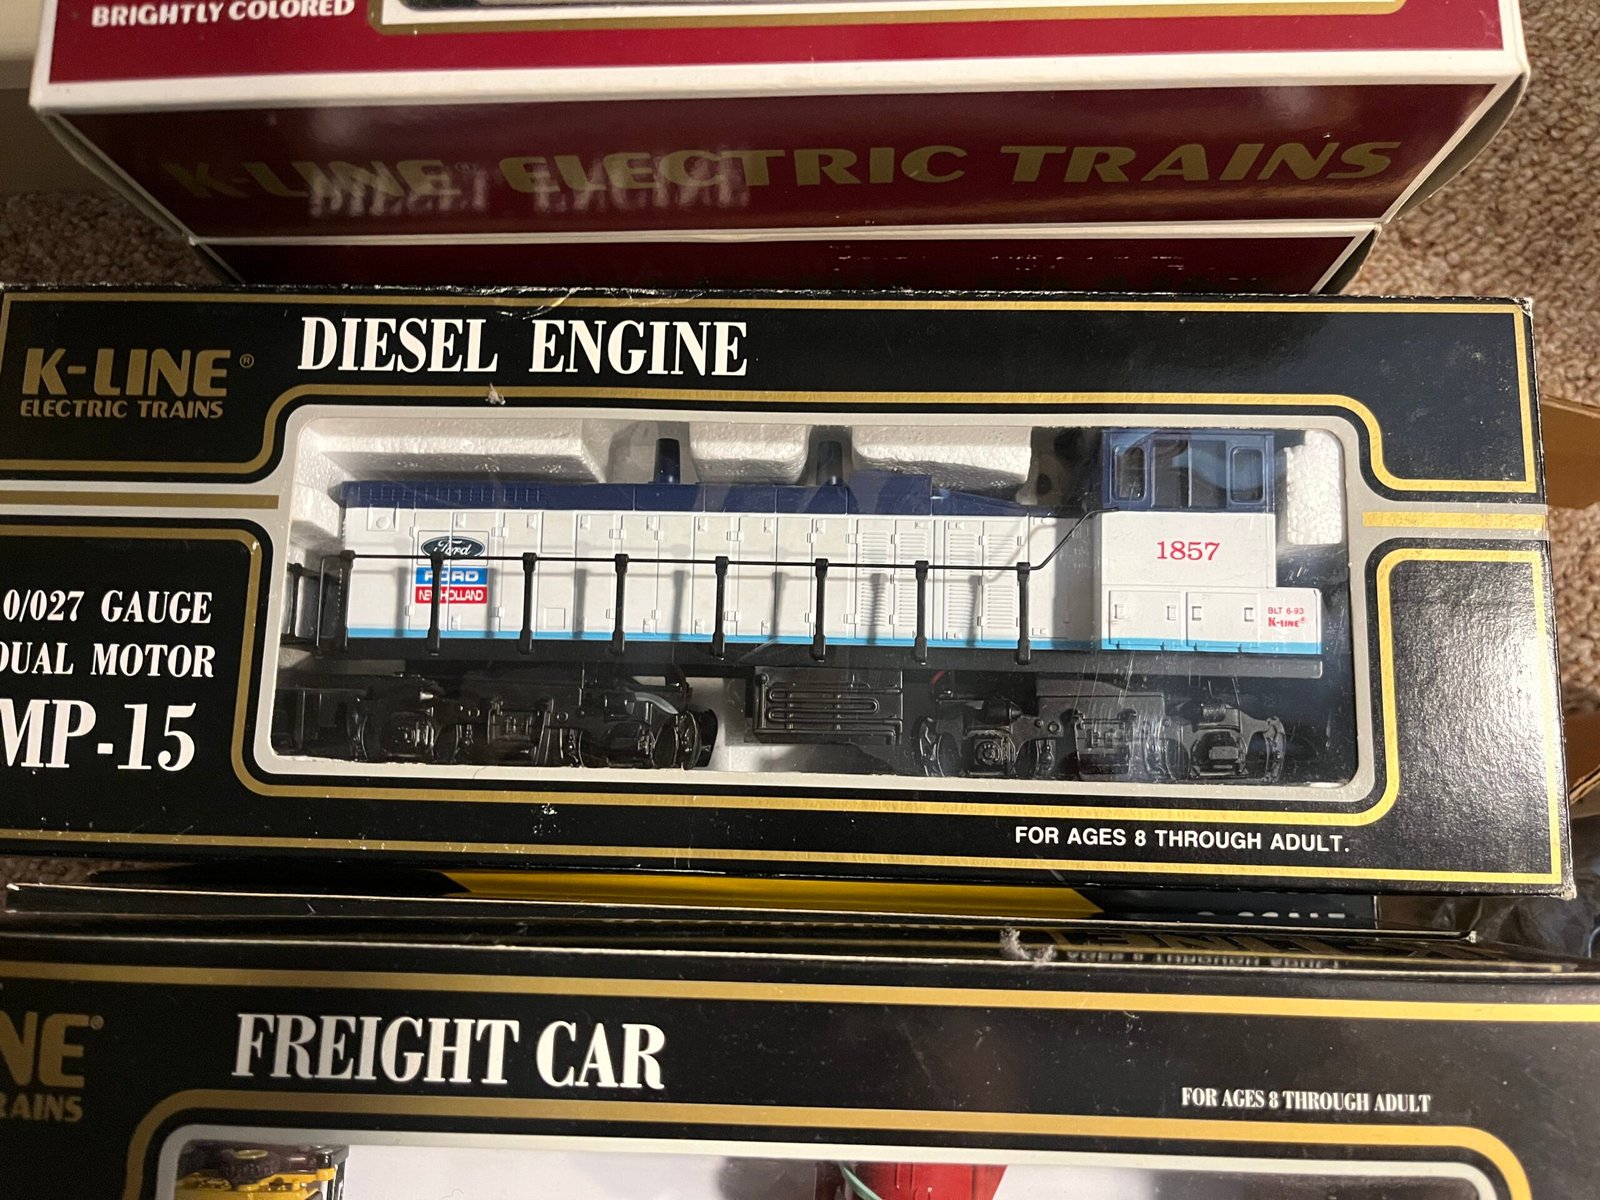 BRIGHTLY COLORED
K-LINE® ELECTRIC TRAINS
K-LINE®
ELECTRIC TRAINS
DIESEL ENGINE
0/027 GAUGE
DUAL MOTOR
MP-15
Ford
FORD
NEW HOLLAND
1857
BLT 6-93
K-LINE®
FOR AGES 8 THROUGH ADULT.
NE®
RAINS
FREIGHT CAR
FOR AGES 8 THROUGH ADULT